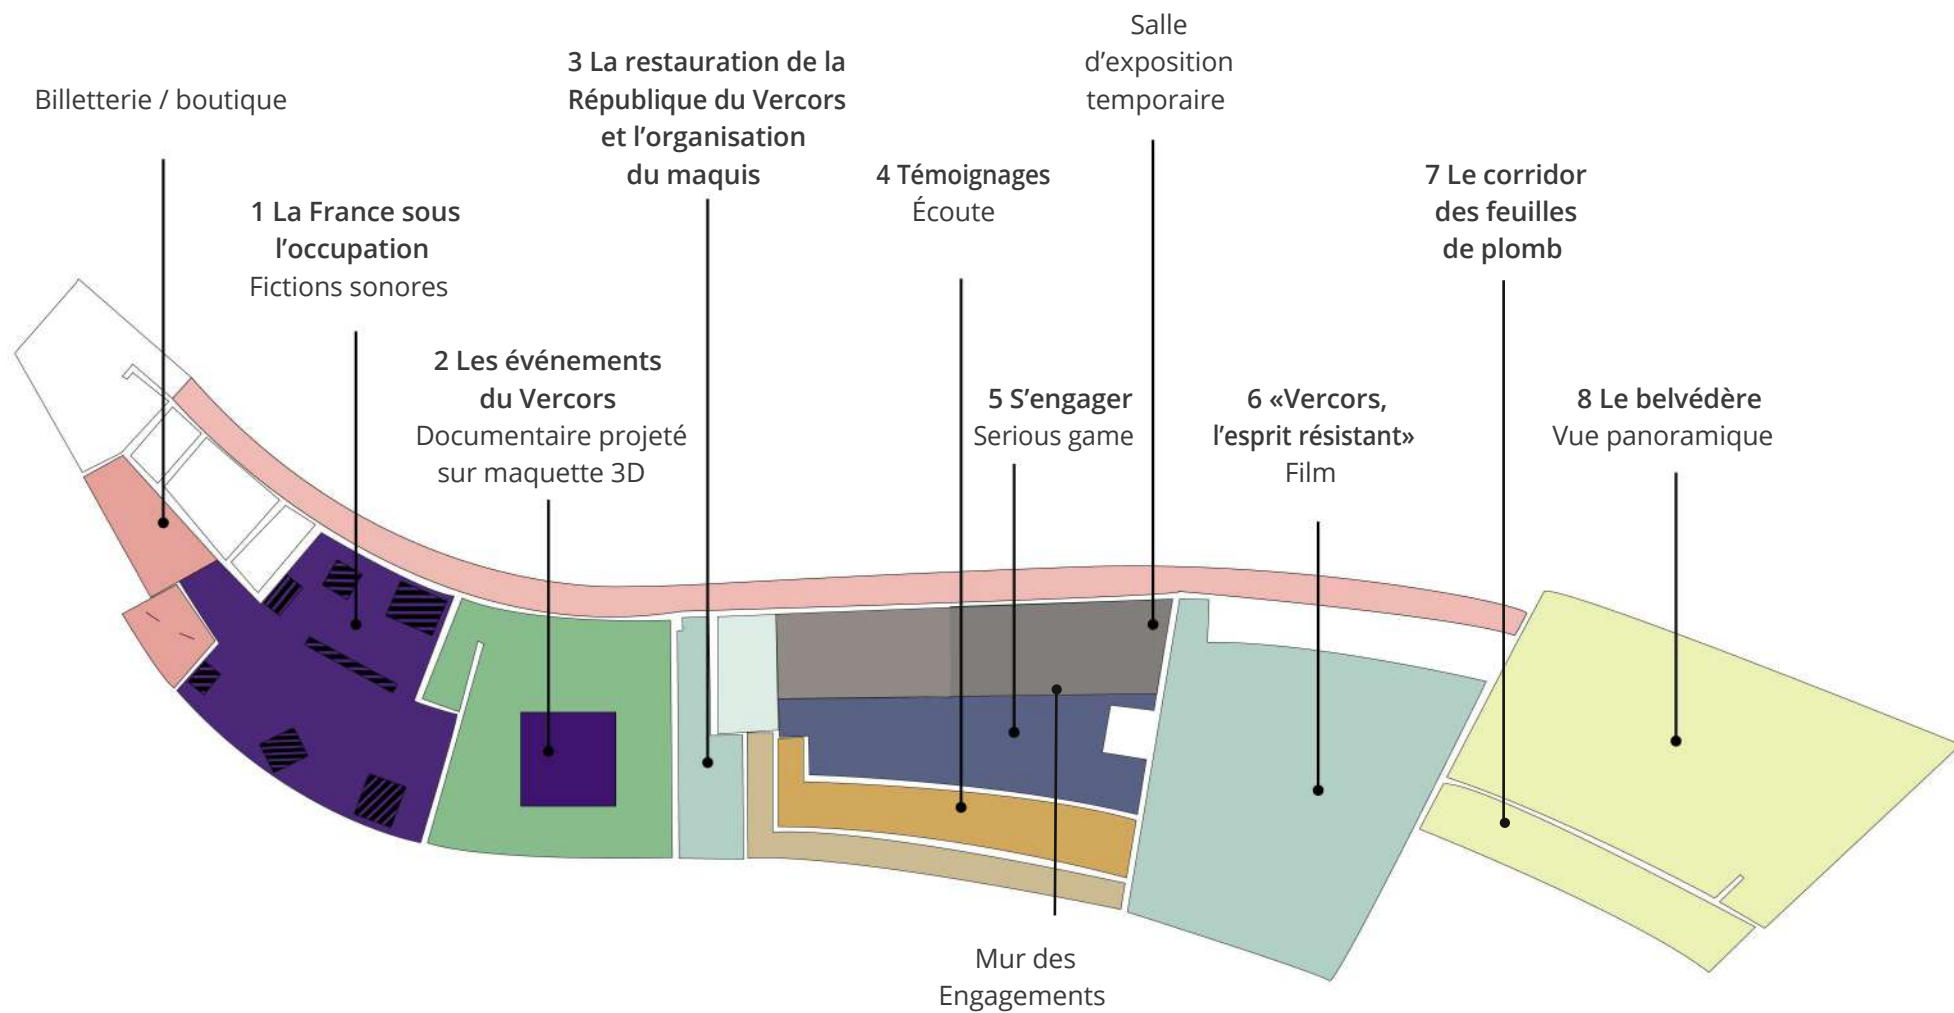 Billetterie / boutique
1 La France sous
l’occupation
Fictions sonores
2 Les événements
du Vercors
Documentaire projeté
sur maquette 3D
3 La restauration de la
République du Vercors
et l’organisation
du maquis
4 Témoignages
Écoute
Salle
d’exposition
temporaire
5 S’engager
Serious game
6 «Vercors,
l’esprit résistant»
Film
7 Le corridor
des feuilles
de plomb
8 Le belvédère
Vue panoramique
Mur des
Engagements